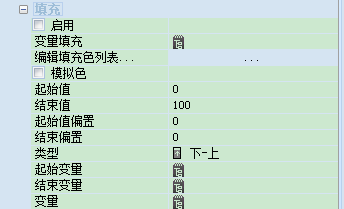 填充
启用
变量填充
编辑填充色列表... ...
模拟色
起始值 0
结束值 100
起始值偏置 0
结束偏置 0
类型 下-上
起始变量
结束变量
变量